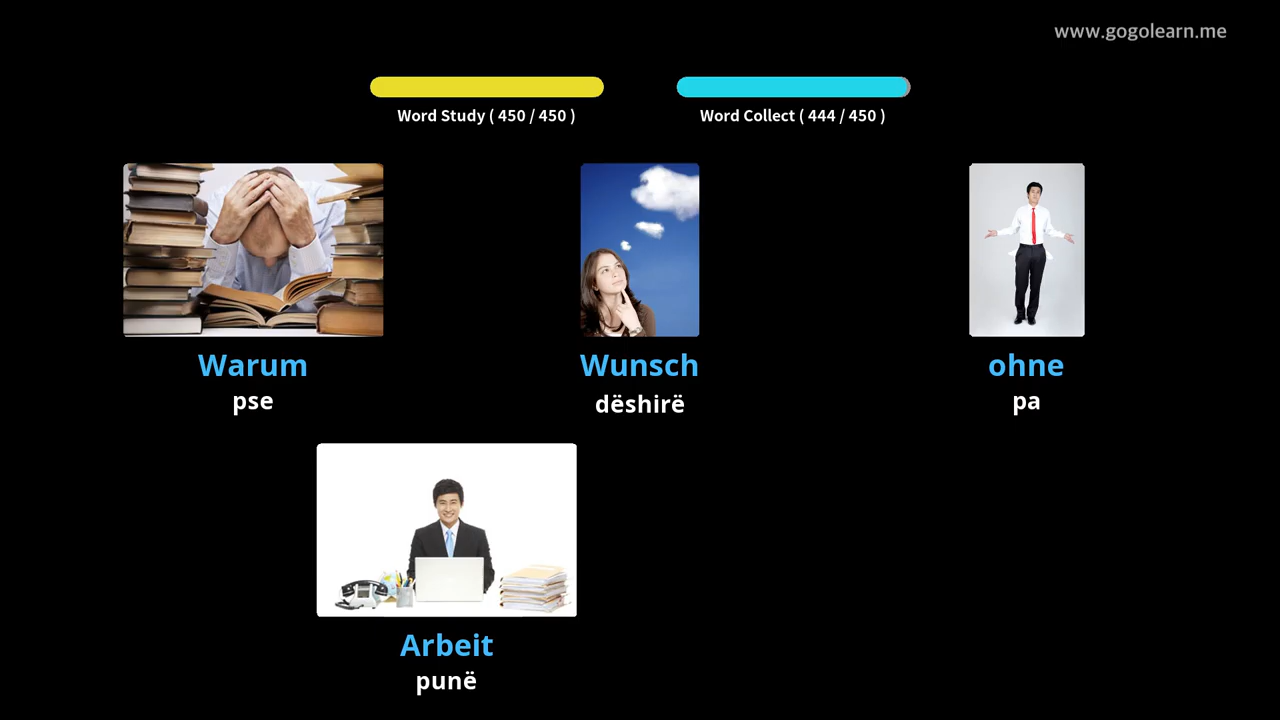 www.gogolearn.me
Word Study ( 450 / 450 )
Word Collect ( 444 / 450 )
Warum
pse
Wunsch
dëshirë
ohne
pa
Arbeit
punë